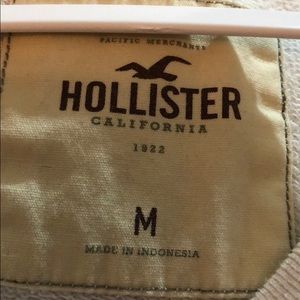 PACIFIC MERCHANTS
HOLLISTER
CALIFORNIA
1922
M
MADE IN INDONESIA